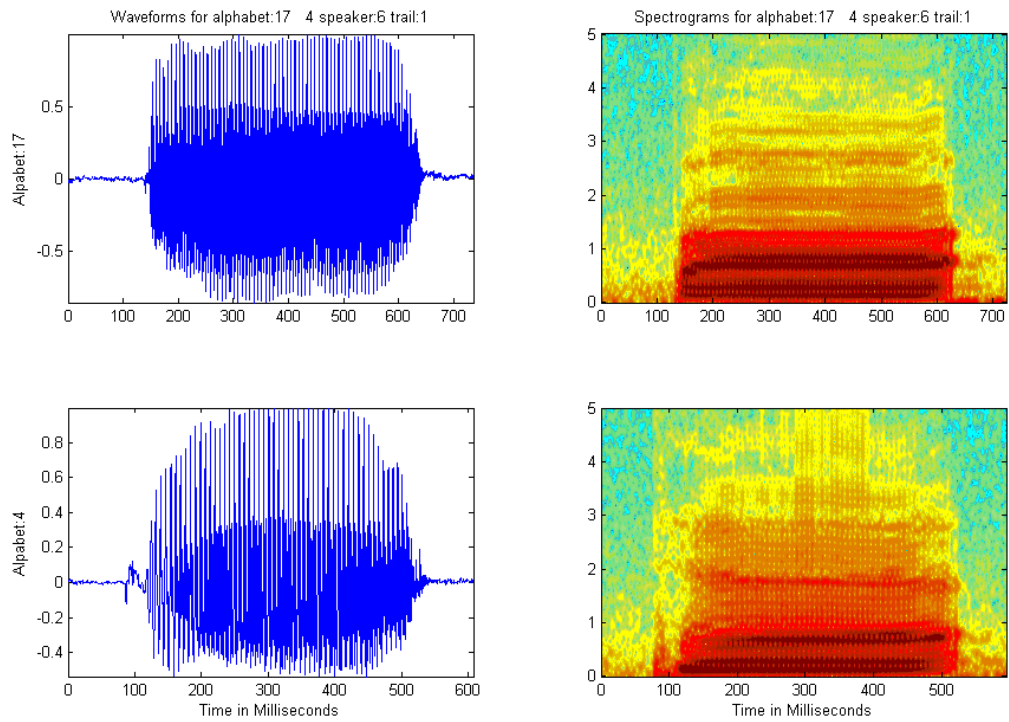 Waveforms for alphabet:17   4 speaker:6 trail:1
Alpabet:17
0.5
0
-0.5
0 100 200 300 400 500 600 700
Spectrograms for alphabet:17   4 speaker:6 trail:1
5
4
3
2
1
0
0 100 200 300 400 500 600 700
Alpabet:4
0.8
0.6
0.4
0.2
0
-0.2
-0.4
0 100 200 300 400 500 600
Time in Milliseconds
5
4
3
2
1
0
0 100 200 300 400 500
Time in Milliseconds